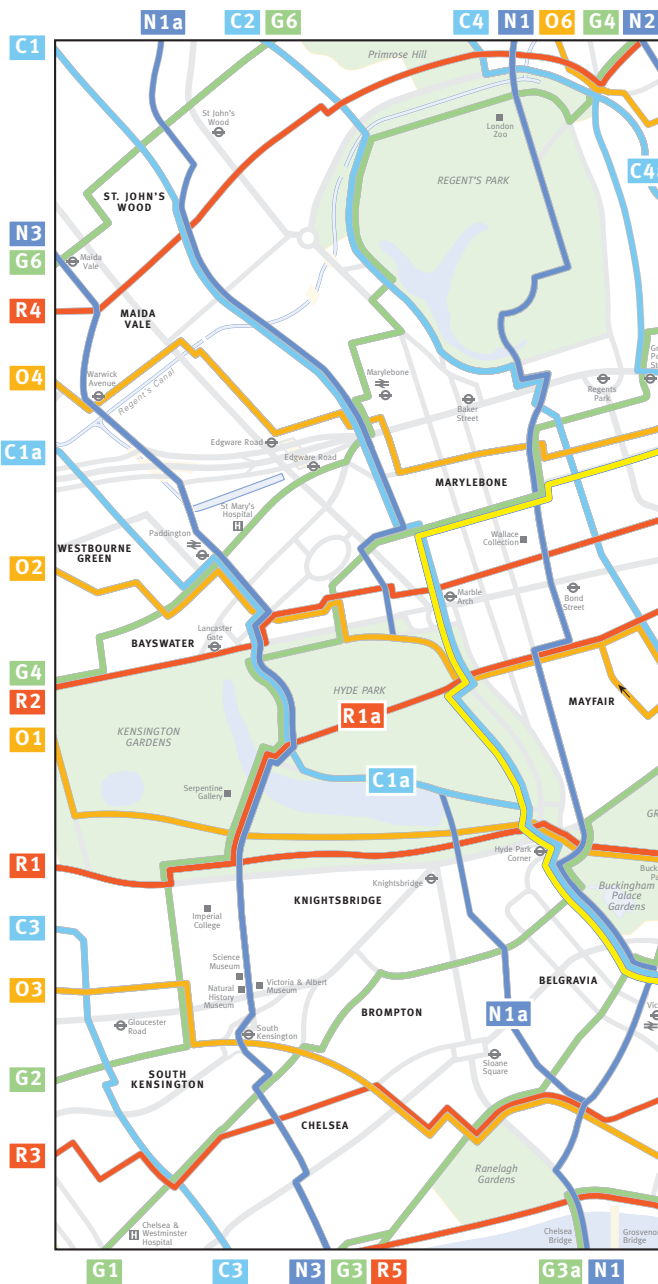 N1a
C2
G6
C4
N1
O6
G4
N2
C1
Primrose Hill
St John's
Wood
London
Zoo
REGENT'S PARK
C4
ST. JOHN'S
WOOD
N3
G6
Maida
Vale
R4
MAIDA
VALE
O4
Warwick
Avenue
Regent's Canal
Marylebone
Baker
Street
Regents
Park
C1a
Edgware Road
Edgware Road
MARYLEBONE
St Mary's
Hospital
H
Paddington
Wallace
Collection
WESTBOURNE
GREEN
O2
Marble
Arch
Bond
Street
BAYSWATER
Lancaster
Gate
G4
R2
HYDE PARK
MAYFAIR
R1a
KENSINGTON
GARDENS
O1
C1a
Serpentine
Gallery
Hyde Park
Corner
R1
Knightsbridge
KNIGHTSBRIDGE
Buckingham
Palace
Gardens
C3
Imperial
College
Science
Museum
Natural
History
Museum
Victoria & Albert
Museum
BELGRAVIA
O3
BROMPTON
N1a
Gloucester
Road
South
Kensington
Sloane
Square
G2
SOUTH
KENSINGTON
CHELSEA
R3
Ranelagh
Gardens
Chelsea &
Westminster
Hospital
H
Chelsea
Bridge
Grosvenor
Bridge
G1
C3
N3
G3
R5
G3a
N1